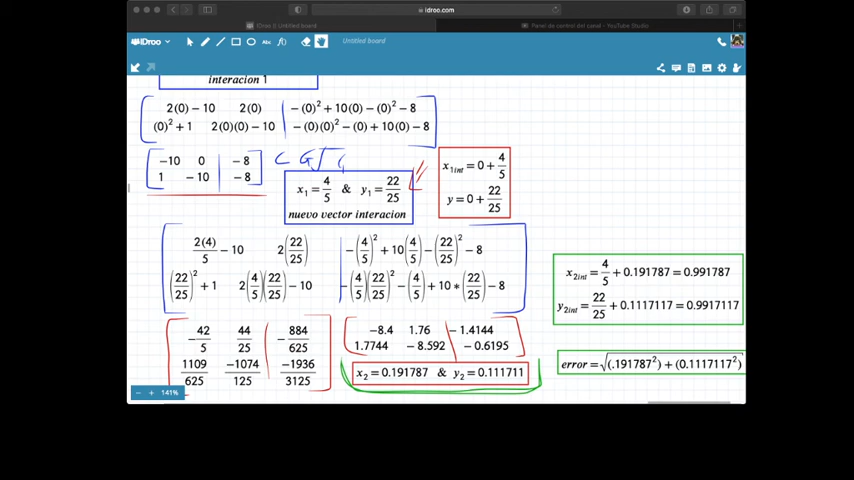 idroo.com
IDroo || Untitled board
Panel de control del canal - YouTube Studio
IDroo
Abc
f()
Untitled board
interacion 1
2(0) − 10   2(0)   | −(0)² + 10(0) − (0)² − 8
(0)² + 1   2(0)(0) − 10   | −(0)(0)² − (0) + 10(0) − 8
−10   0   | −8
1   −10   | −8
x₁ = 4/5 & y₁ = 22/25
nuevo vector interacion
x₁ᵢₙₜ = 0 + 4/5
y = 0 + 22/25
2(4)/5 − 10   2(22/25)   | −(4/5)² + 10(4/5) − (22/25)² − 8
(22/25)² + 1   2(4/5)(22/25) − 10   | −(4/5)(22/25)² − (4/5) + 10 * (22/25) − 8
x₂ᵢₙₜ = 4/5 + 0.191787 = 0.991787
y₂ᵢₙₜ = 22/25 + 0.1117117 = 0.9917117
−42/5   44/25   | −884/625
1109/625   −1074/125   | −1936/3125
−8.4   1.76   | −1.4144
1.7744   −8.592   | −0.6195
x₂ = 0.191787 & y₂ = 0.111711
error = √((.191787²) + (0.1117117²)
141%